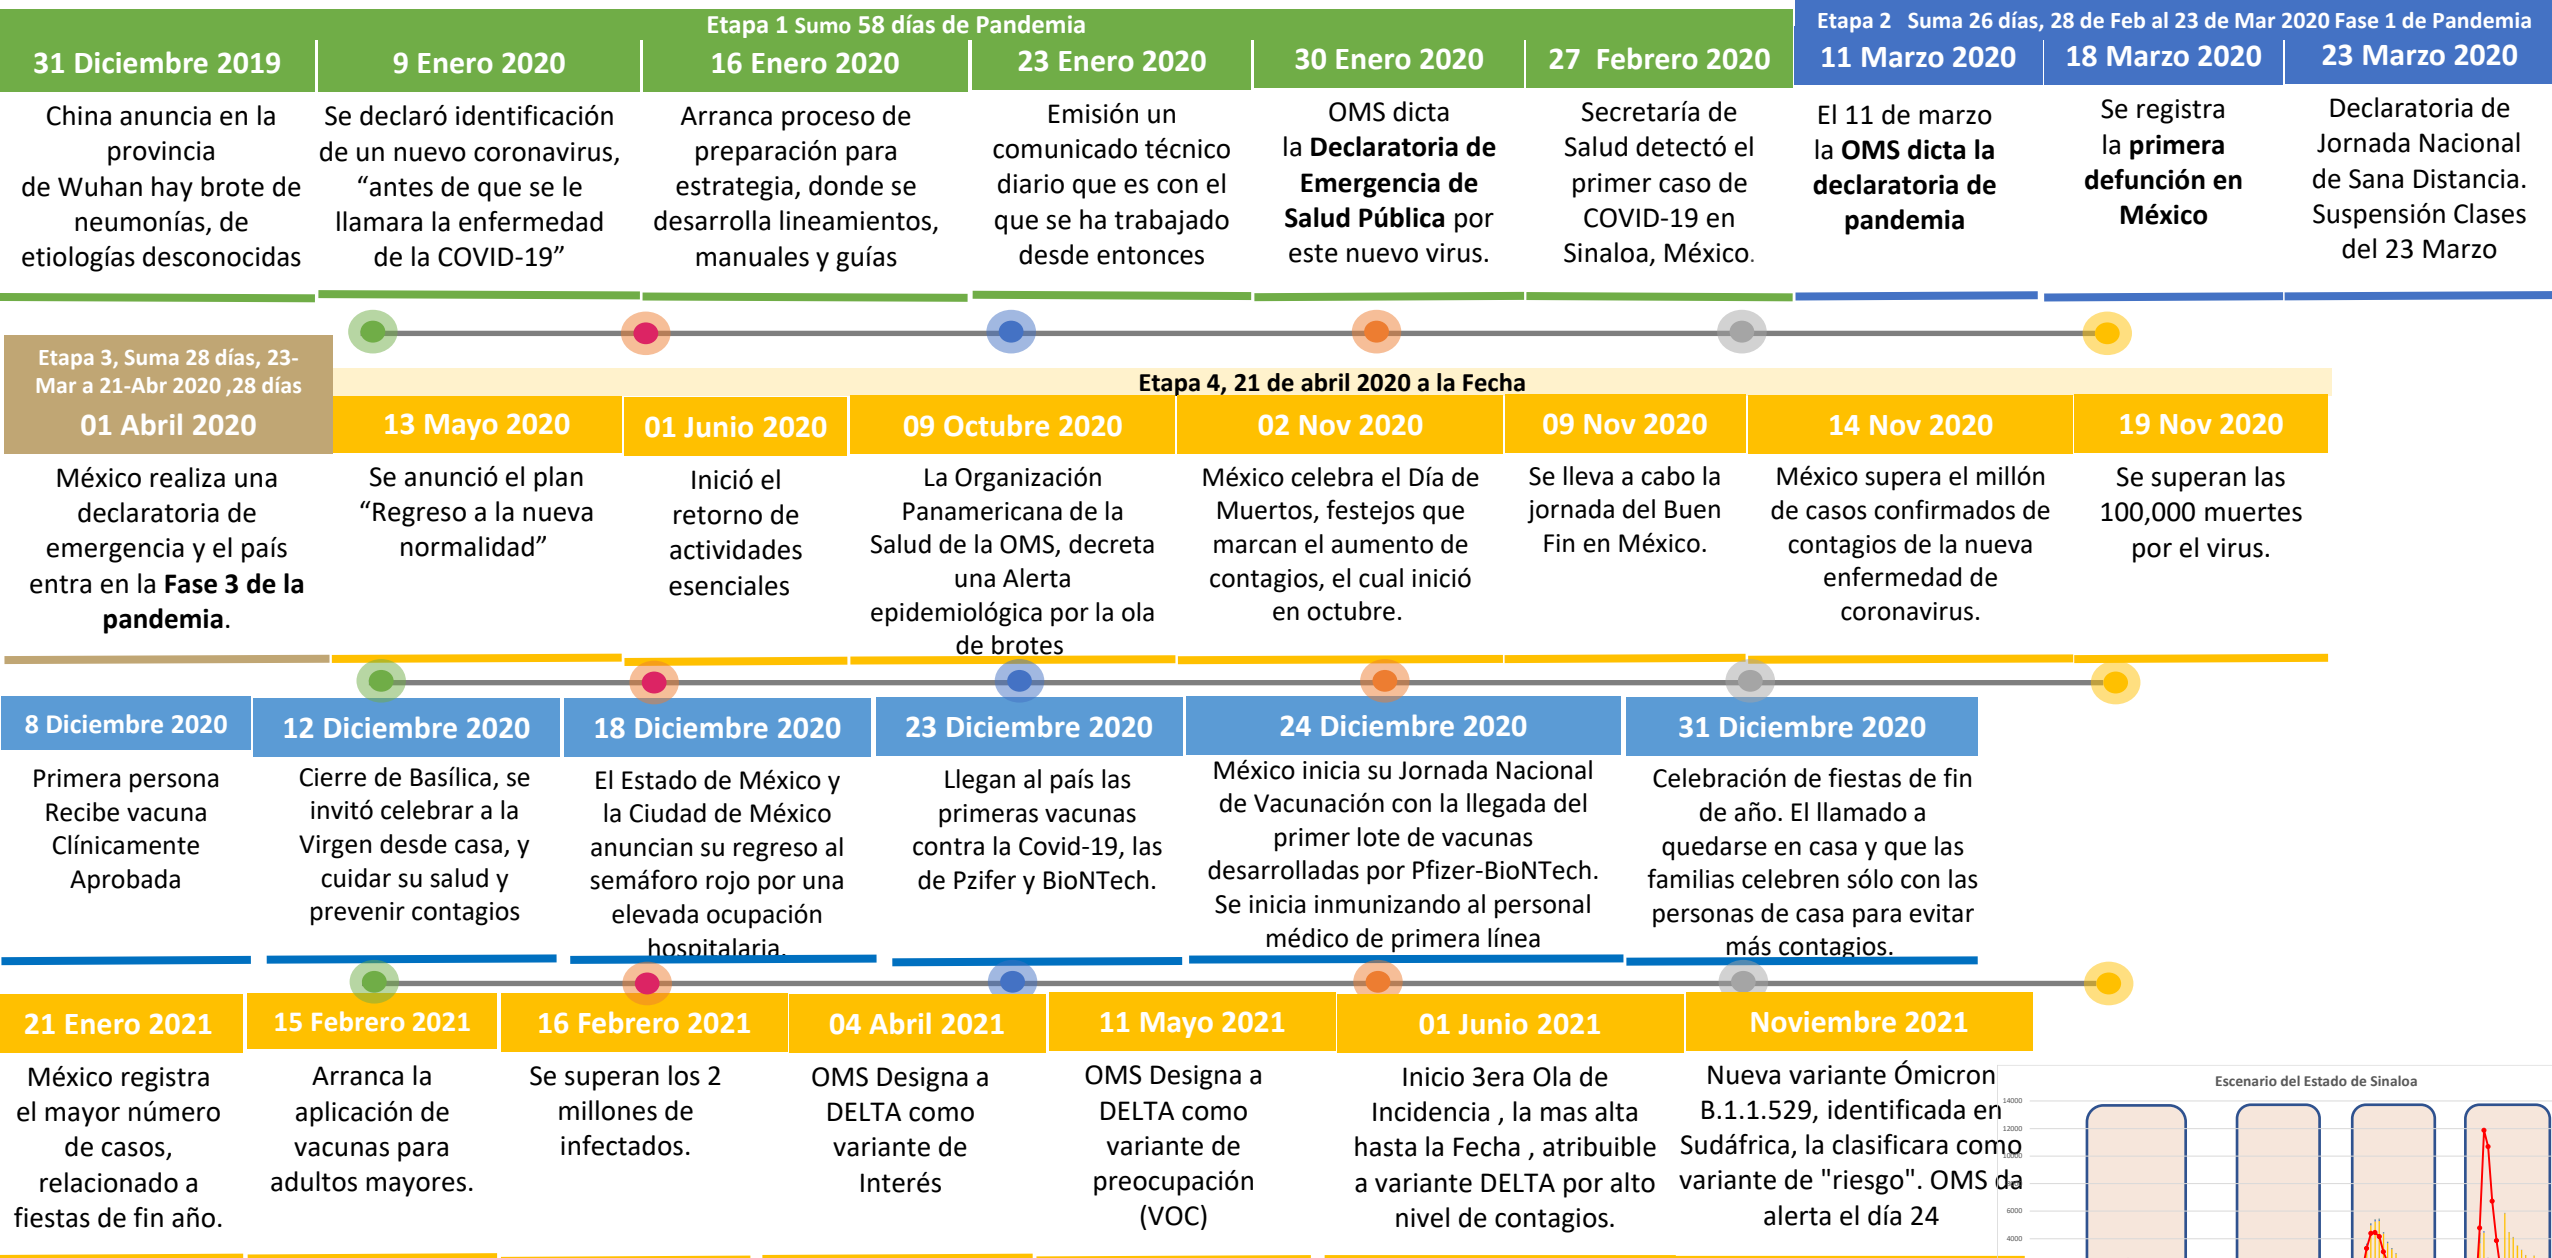 Etapa 1 Sumo 58 días de Pandemia
Etapa 2 Suma 26 días, 28 de Feb al 23 de Mar 2020 Fase 1 de Pandemia
31 Diciembre 2019
China anuncia en la
provincia
de Wuhan hay brote de
neumonías, de
etiologías desconocidas
9 Enero 2020
Se declaró identificación
de un nuevo coronavirus,
“antes de que se le
llamara la enfermedad
de la COVID-19”
16 Enero 2020
Arranca proceso de
preparación para
estrategia, donde se
desarrolla lineamientos,
manuales y guías
23 Enero 2020
Emisión un
comunicado técnico
diario que es con el
que se ha trabajado
desde entonces
30 Enero 2020
OMS dicta
la Declaratoria de
Emergencia de
Salud Pública por
este nuevo virus.
27 Febrero 2020
Secretaría de
Salud detectó el
primer caso de
COVID-19 en
Sinaloa, México.
11 Marzo 2020
El 11 de marzo
la OMS dicta la
declaratoria de
pandemia
18 Marzo 2020
Se registra
la primera
defunción en
México
23 Marzo 2020
Declaratoria de
Jornada Nacional
de Sana Distancia.
Suspensión Clases
del 23 Marzo
Etapa 3, Suma 28 días, 23-
Mar a 21-Abr 2020 ,28 días
01 Abril 2020
México realiza una
declaratoria de
emergencia y el país
entra en la Fase 3 de la
pandemia.
Etapa 4, 21 de abril 2020 a la Fecha
13 Mayo 2020
Se anunció el plan
“Regreso a la nueva
normalidad”
01 Junio 2020
Inició el
retorno de
actividades
esenciales
09 Octubre 2020
La Organización
Panamericana de la
Salud de la OMS, decreta
una Alerta
epidemiológica por la ola
de brotes
02 Nov 2020
México celebra el Día de
Muertos, festejos que
marcan el aumento de
contagios, el cual inició
en octubre.
09 Nov 2020
Se lleva a cabo la
jornada del Buen
Fin en México.
14 Nov 2020
México supera el millón
de casos confirmados de
contagios de la nueva
enfermedad de
coronavirus.
19 Nov 2020
Se superan las
100,000 muertes
por el virus.
8 Diciembre 2020
Primera persona
Recibe vacuna
Clínicamente
Aprobada
12 Diciembre 2020
Cierre de Basílica, se
invitó celebrar a la
Virgen desde casa, y
cuidar su salud y
prevenir contagios
18 Diciembre 2020
El Estado de México y
la Ciudad de México
anuncian su regreso al
semáforo rojo por una
elevada ocupación
hospitalaria.
23 Diciembre 2020
Llegan al país las
primeras vacunas
contra la Covid-19, las
de Pzifer y BioNTech.
24 Diciembre 2020
México inicia su Jornada Nacional
de Vacunación con la llegada del
primer lote de vacunas
desarrolladas por Pfizer-BioNTech.
Se inicia inmunizando al personal
médico de primera línea
31 Diciembre 2020
Celebración de fiestas de fin
de año. El llamado a
quedarse en casa y que las
familias celebren sólo con las
personas de casa para evitar
más contagios.
21 Enero 2021
México registra
el mayor número
de casos,
relacionado a
fiestas de fin año.
15 Febrero 2021
Arranca la
aplicación de
vacunas para
adultos mayores.
16 Febrero 2021
Se superan los 2
millones de
infectados.
04 Abril 2021
OMS Designa a
DELTA como
variante de
Interés
11 Mayo 2021
OMS Designa a
DELTA como
variante de
preocupación
(VOC)
01 Junio 2021
Inicio 3era Ola de
Incidencia , la mas alta
hasta la Fecha , atribuible
a variante DELTA por alto
nivel de contagios.
Noviembre 2021
Nueva variante Ómicron
B.1.1.529, identificada en
Sudáfrica, la clasificara como
variante de "riesgo". OMS da
alerta el día 24
Escenario del Estado de Sinaloa
14000
12000
10000
6000
4000